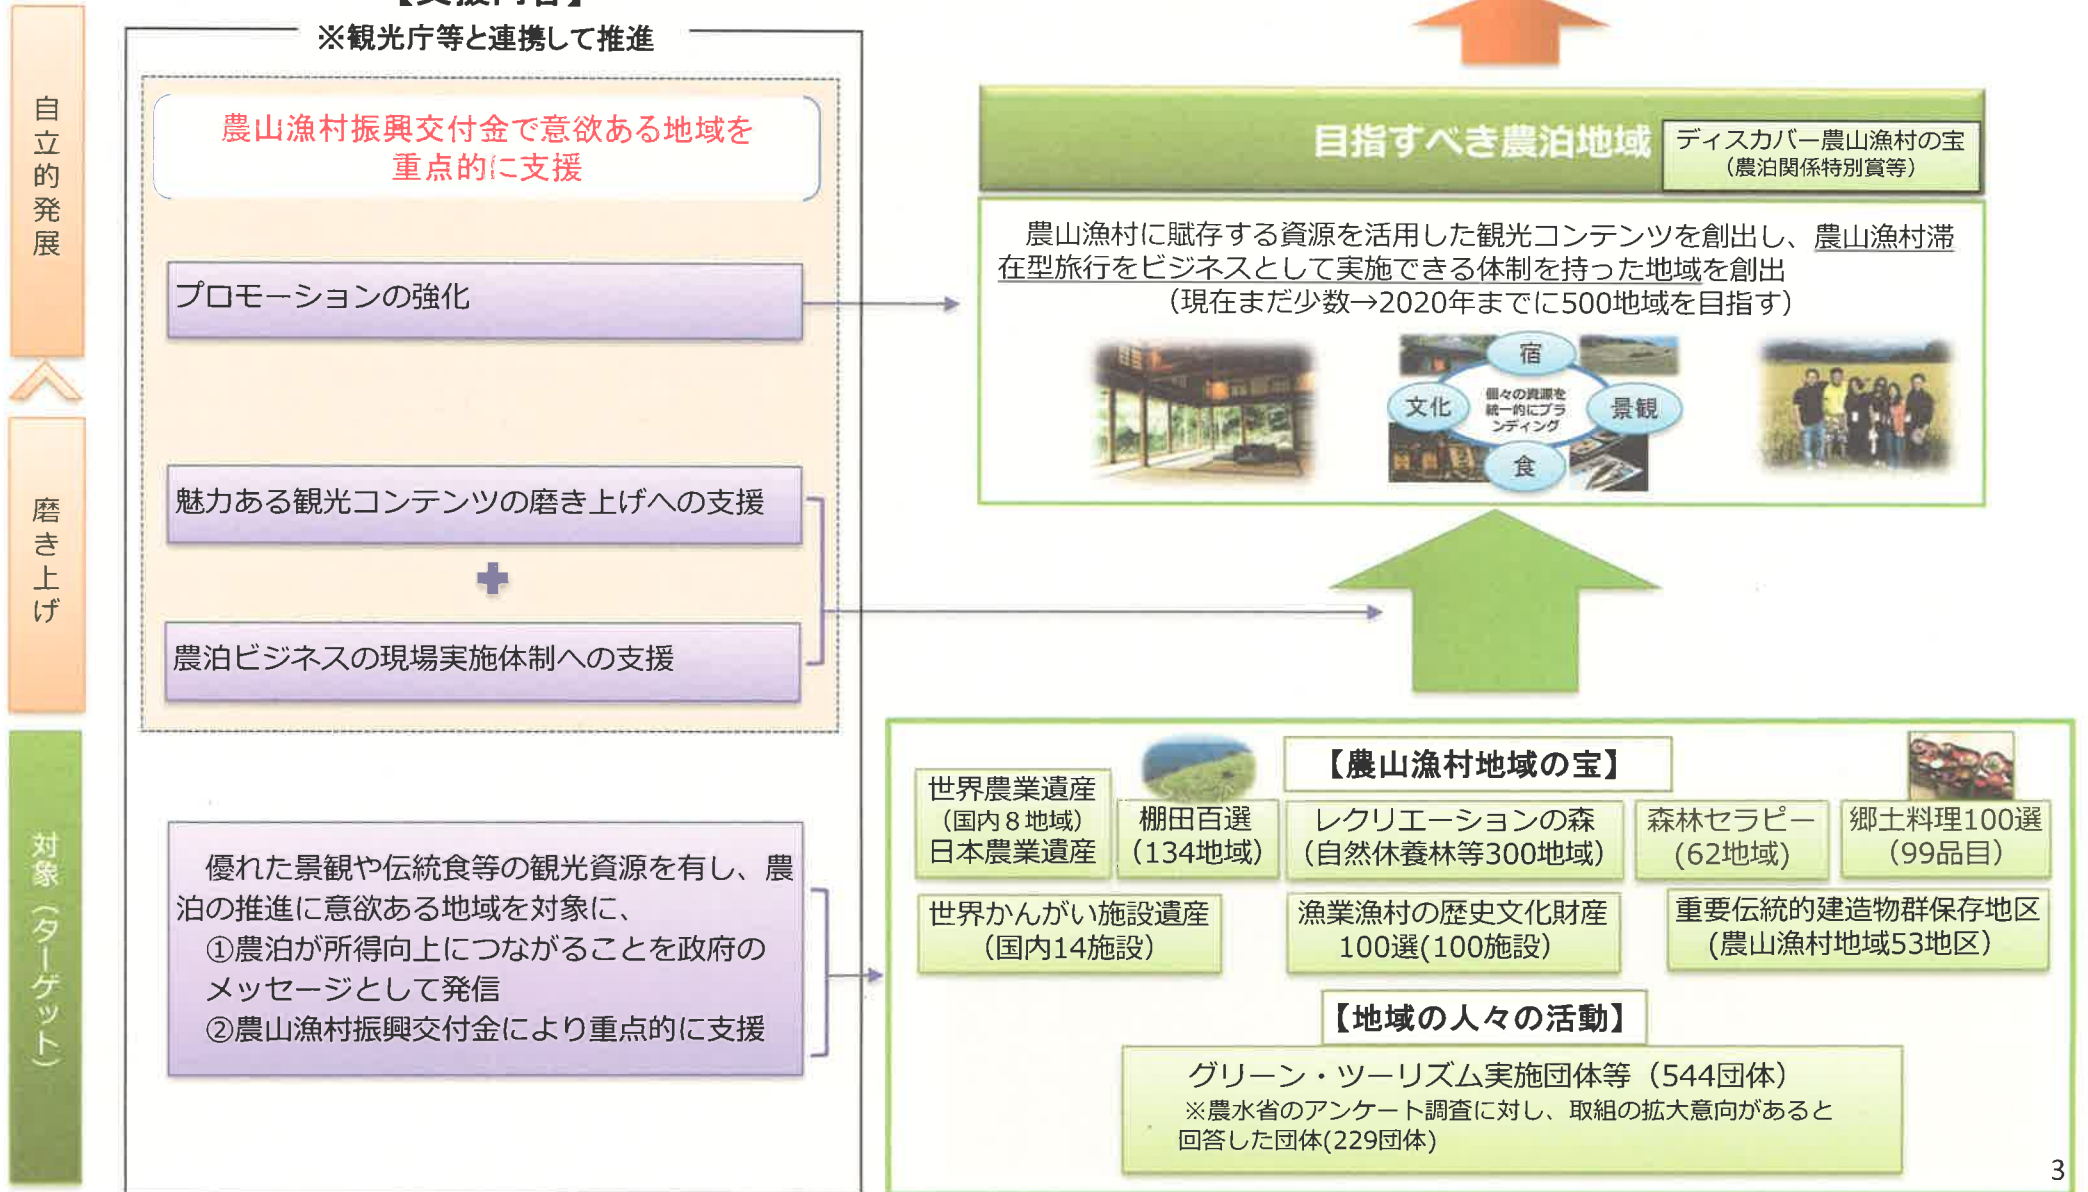 【支援内容】
※観光庁等と連携して推進
自立的発展
磨き上げ
対象（ターゲット）
農山漁村振興交付金で意欲ある地域を
重点的に支援
プロモーションの強化
魅力ある観光コンテンツの磨き上げへの支援
農泊ビジネスの現場実施体制への支援
優れた景観や伝統食等の観光資源を有し、農
泊の推進に意欲ある地域を対象に、
①農泊が所得向上につながることを政府の
メッセージとして発信
②農山漁村振興交付金により重点的に支援
目指すべき農泊地域
ディスカバー農山漁村の宝
（農泊関係特別賞等）
農山漁村に賦存する資源を活用した観光コンテンツを創出し、農山漁村滞
在型旅行をビジネスとして実施できる体制を持った地域を創出
（現在まだ少数→2020年までに500地域を目指す）
宿
文化
個々の資源を
統一的にブラ
ンディング
景観
食
【農山漁村地域の宝】
世界農業遺産
（国内８地域）
日本農業遺産
棚田百選
（134地域）
レクリエーションの森
（自然休養林等300地域）
森林セラピー
(62地域)
郷土料理100選
（99品目）
世界かんがい施設遺産
（国内14施設）
漁業漁村の歴史文化財産
100選(100施設）
重要伝統的建造物群保存地区
(農山漁村地域53地区）
【地域の人々の活動】
グリーン・ツーリズム実施団体等（544団体）
※農水省のアンケート調査に対し、取組の拡大意向があると
回答した団体(229団体)
3